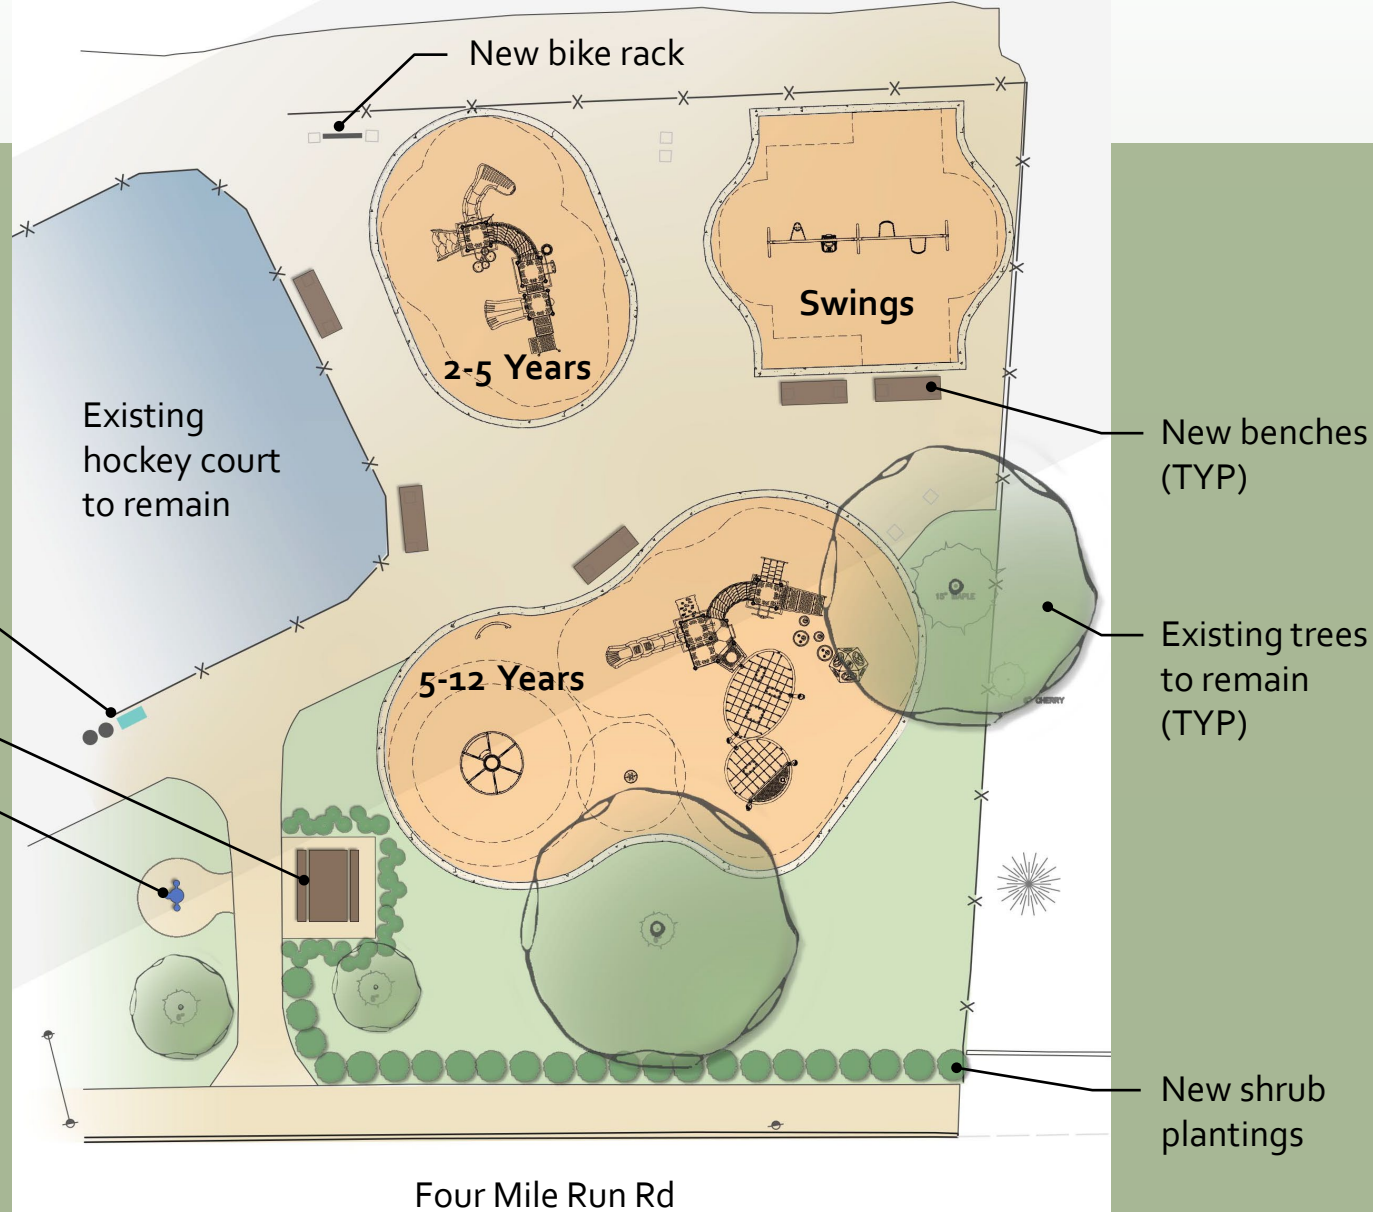 New bike rack
2-5 Years
Swings
Existing
hockey court
to remain
New benches
(TYP)
5-12 Years
Existing trees
to remain
(TYP)
New shrub
plantings
Four Mile Run Rd